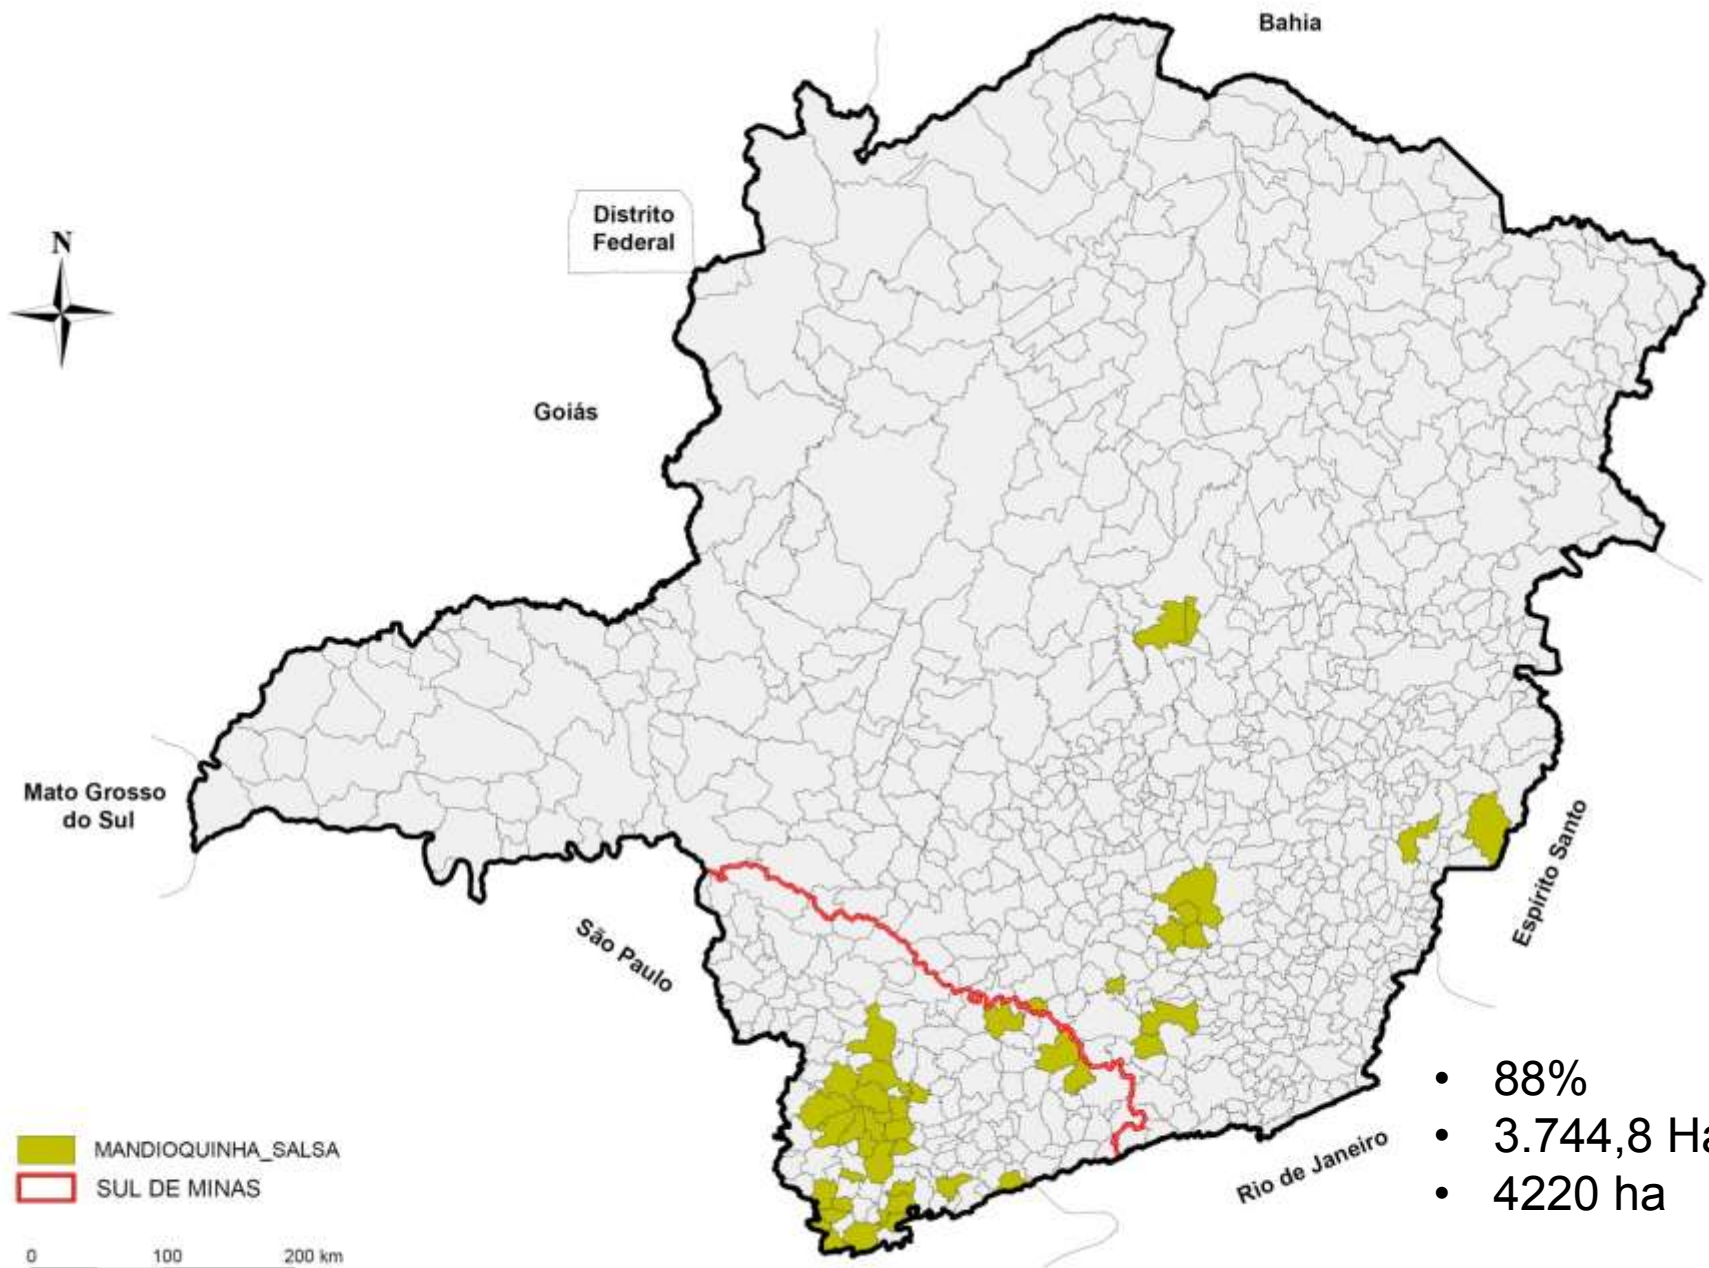 Bahia
Distrito
Federal
N
Goiás
Mato Grosso
do Sul
São Paulo
Espírito Santo
Rio de Janeiro
• 88%
• 3.744,8 Ha
• 4220 ha
MANDIOQUINHA_SALSA
SUL DE MINAS
0 100 200 km